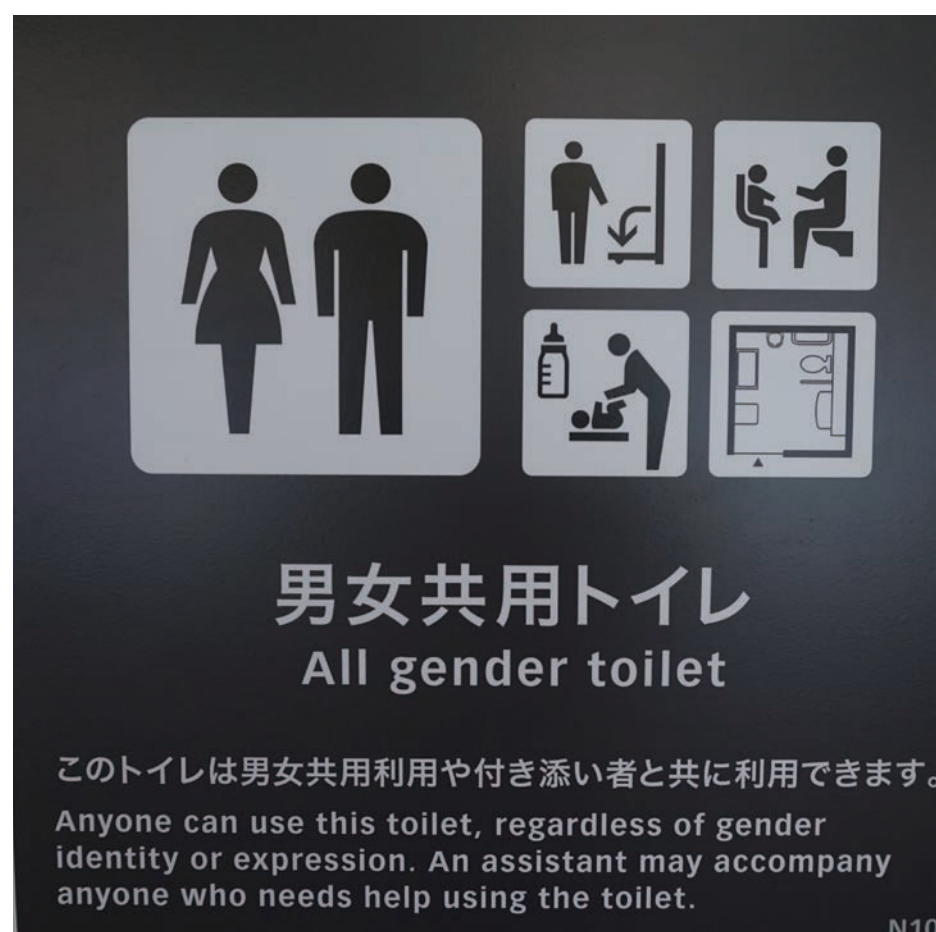 男女共用トイレ
All gender toilet
このトイレは男女共用利用や付き添い者と共に利用できます。
Anyone can use this toilet, regardless of gender
identity or expression. An assistant may accompany
anyone who needs help using the toilet.
N10